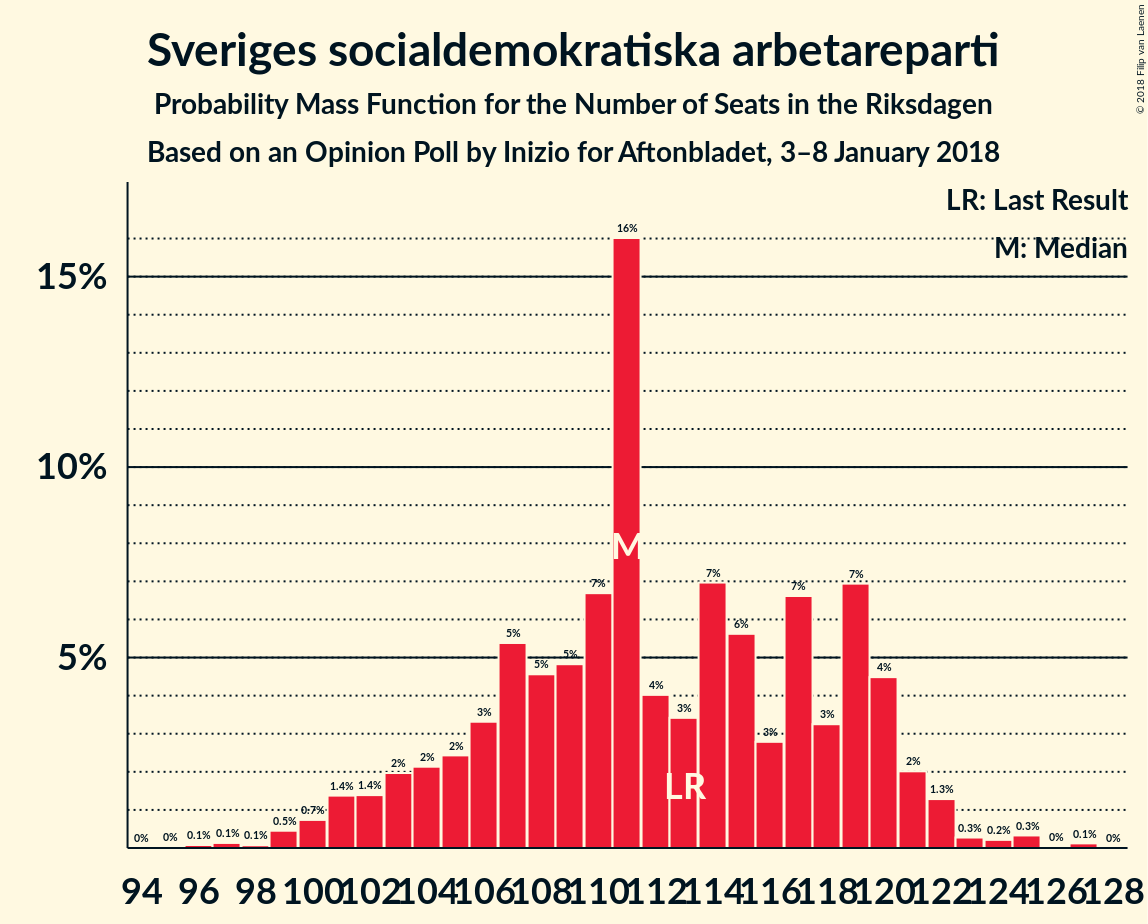 Sveriges socialdemokratiska arbetareparti
Probability Mass Function for the Number of Seats in the Riksdagen
Based on an Opinion Poll by Inizio for Aftonbladet, 3–8 January 2018
© 2018 Filip van Laenen
LR: Last Result
M: Median
15%
10%
5%
0% 0% 0.1% 0.1% 0.1% 0.5% 0.7% 1.4% 1.4% 2% 2% 2% 3% 5% 5% 5% 7% 16% 4% 3% 7% 6% 3% 7% 3% 7% 4% 2% 1.3% 0.3% 0.2% 0.3% 0% 0.1% 0%
M
LR
94 96 98 100 102 104 106 108 110 112 114 116 118 120 122 124 126 128